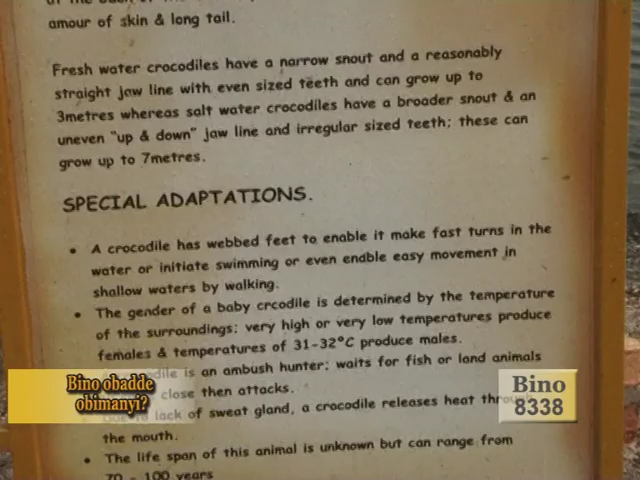 amour of skin & long tail.
Fresh water crocodiles have a narrow snout and a reasonably
straight jaw line with even sized teeth and can grow up to
3metres whereas salt water crocodiles have a broader snout & an
uneven "up & down" jaw line and irregular sized teeth; these can
grow up to 7metres.
SPECIAL ADAPTATIONS.
• A crocodile has webbed feet to enable it make fast turns in the
water or initiate swimming or even enable easy movement in
shallow waters by walking.
• The gender of a baby crcodile is determined by the temperature
of the surroundings; very high or very low temperatures produce
females & temperatures of 31-32°C produce males.
is an ambush hunter; waits for fish or land animals
close then attacks.
lack of sweat gland, a crocodile releases heat through
the mouth.
• The life span of this animal is unknown but can range from
70 - 100 years
Bino obadde
obimanyi?
Bino
8338